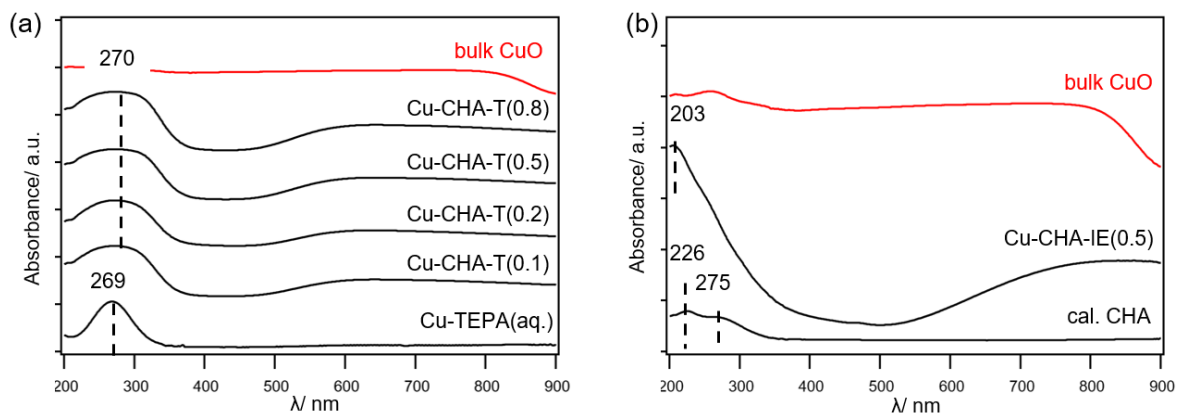 (a)
270
bulk CuO
Cu-CHA-T(0.8)
Cu-CHA-T(0.5)
Cu-CHA-T(0.2)
Cu-CHA-T(0.1)
269
Cu-TEPA(aq.)
Absorbance/ a.u.
200 300 400 500 600 700 800 900
λ/ nm
(b)
bulk CuO
203
Cu-CHA-IE(0.5)
226
275
cal. CHA
Absorbance/ a.u.
200 300 400 500 600 700 800 900
λ/ nm